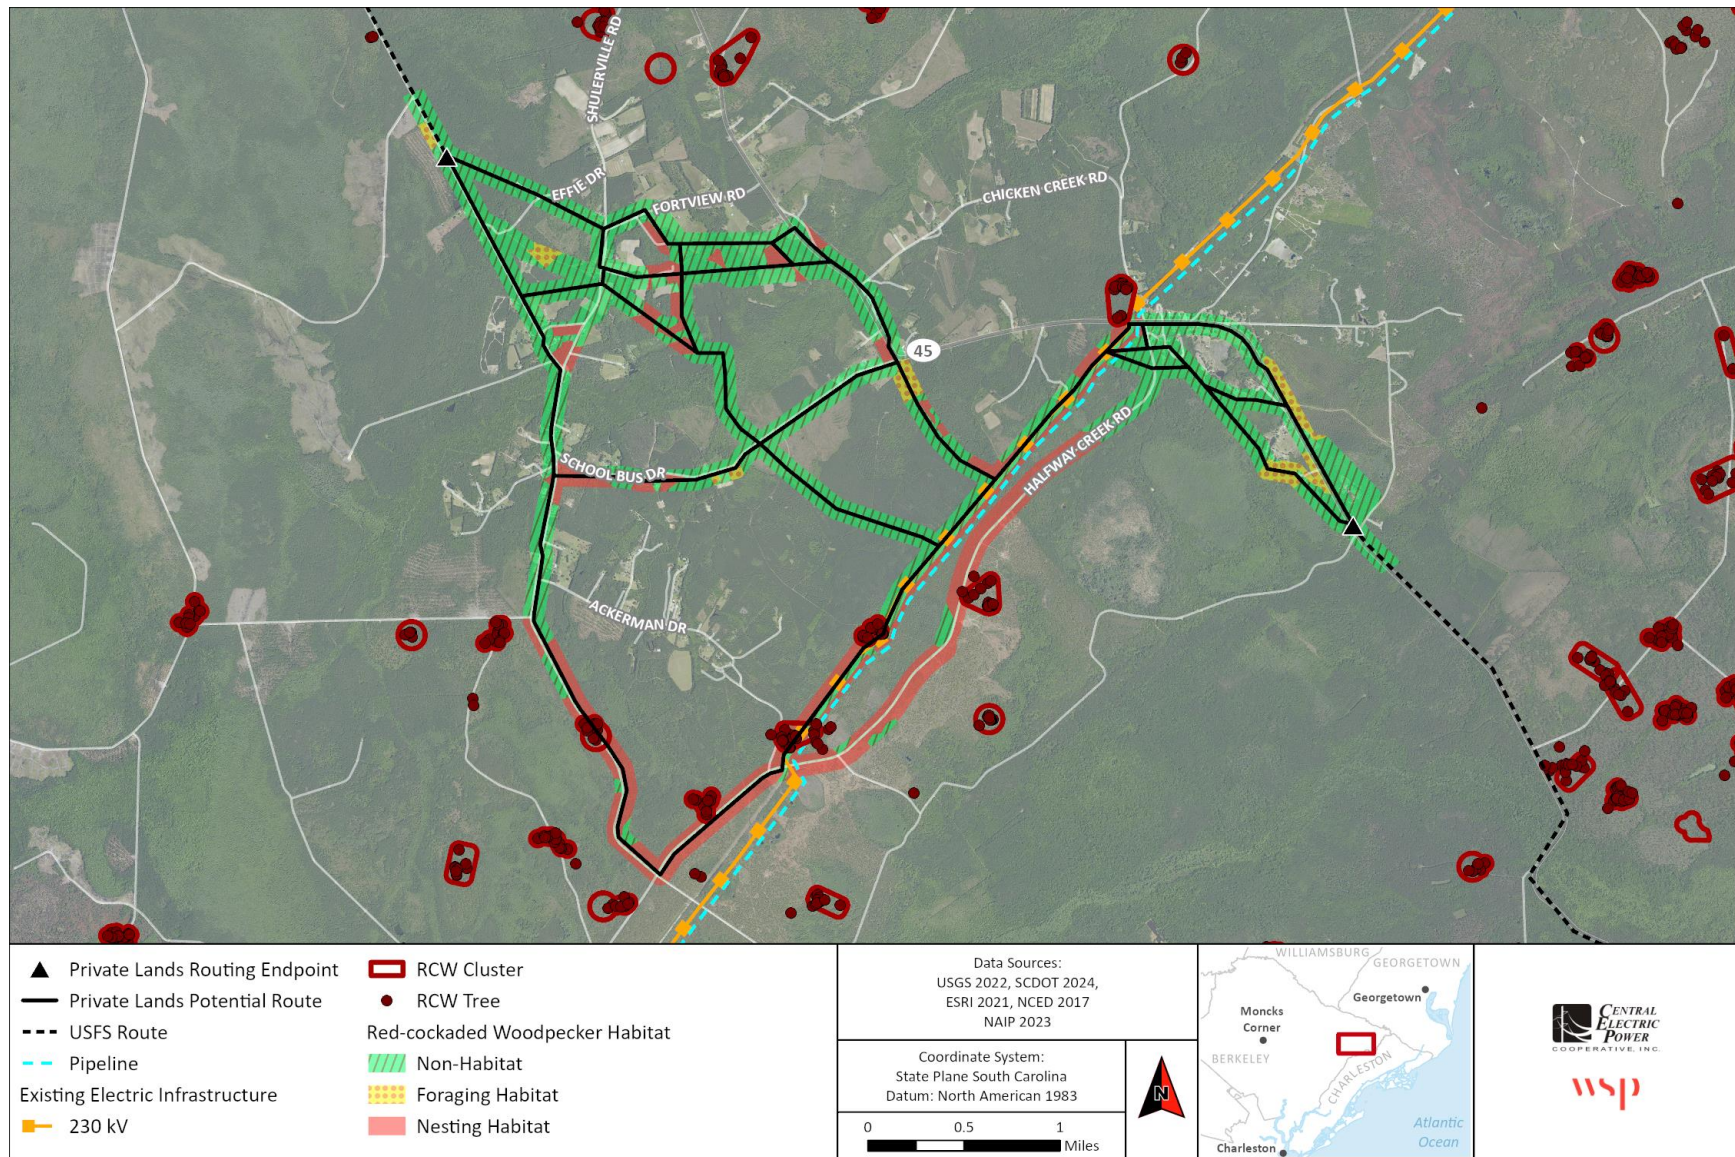 SHULERVILLE RD
EFFIE DR
FORTVIEW RD
CHICKEN CREEK RD
45
HALFWAY CREEK RD
SCHOOL BUS DR
ACKERMAN DR
Private Lands Routing Endpoint
Private Lands Potential Route
USFS Route
Pipeline
Existing Electric Infrastructure
230 kV
RCW Cluster
RCW Tree
Red-cockaded Woodpecker Habitat
Non-Habitat
Foraging Habitat
Nesting Habitat
Data Sources:
USGS 2022, SCDOT 2024,
ESRI 2021, NCED 2017
NAIP 2023
Coordinate System:
State Plane South Carolina
Datum: North American 1983
0 0.5 1
Miles
N
WILLIAMSBURG
GEORGETOWN
Georgetown
Moncks
Corner
BERKELEY
CHARLESTON
Atlantic
Ocean
Charleston
CENTRAL
ELECTRIC
POWER
COOPERATIVE, INC.
wsp